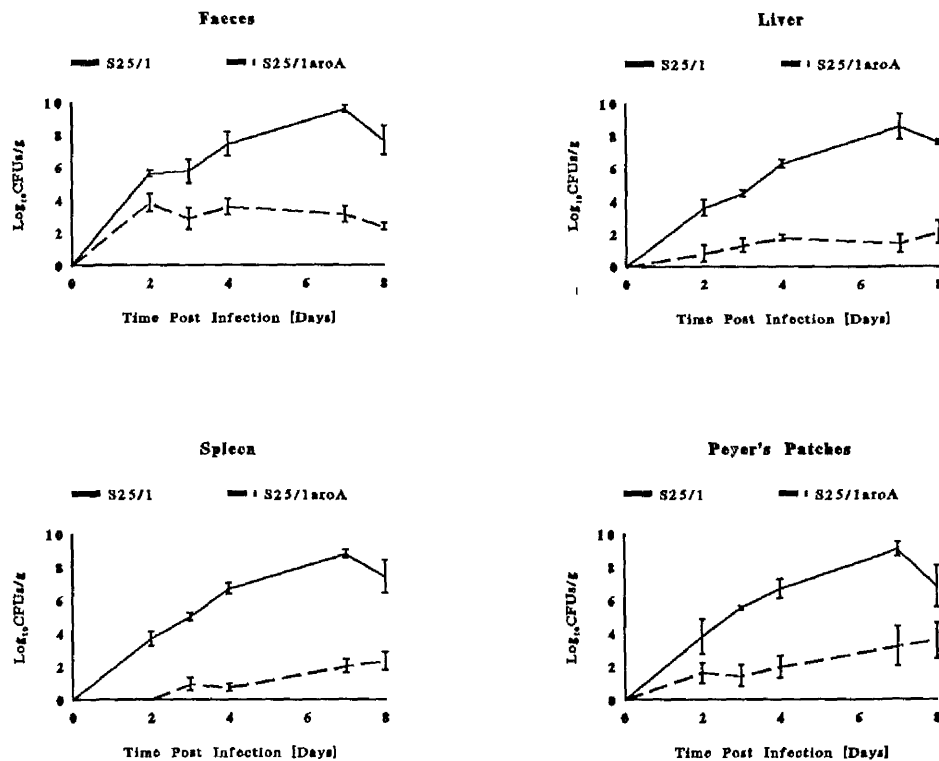 Faeces
S25/1 S25/1aroA
Log₁₀CFUs/g
10
8
6
4
2
0
0 2 4 6 8
Time Post Infection [Days]
Liver
S25/1 S25/1aroA
Log₁₀CFUs/g
10
8
6
4
2
0
0 2 4 6 8
Time Post Infection [Days]
Spleen
S25/1 S25/1aroA
Log₁₀CFUs/g
10
8
6
4
2
0
0 2 4 6 8
Time Post Infection [Days]
Peyer's Patches
S25/1 S25/1aroA
Log₁₀CFUs/g
10
8
6
4
2
0
0 2 4 6 8
Time Post Infection [Days]